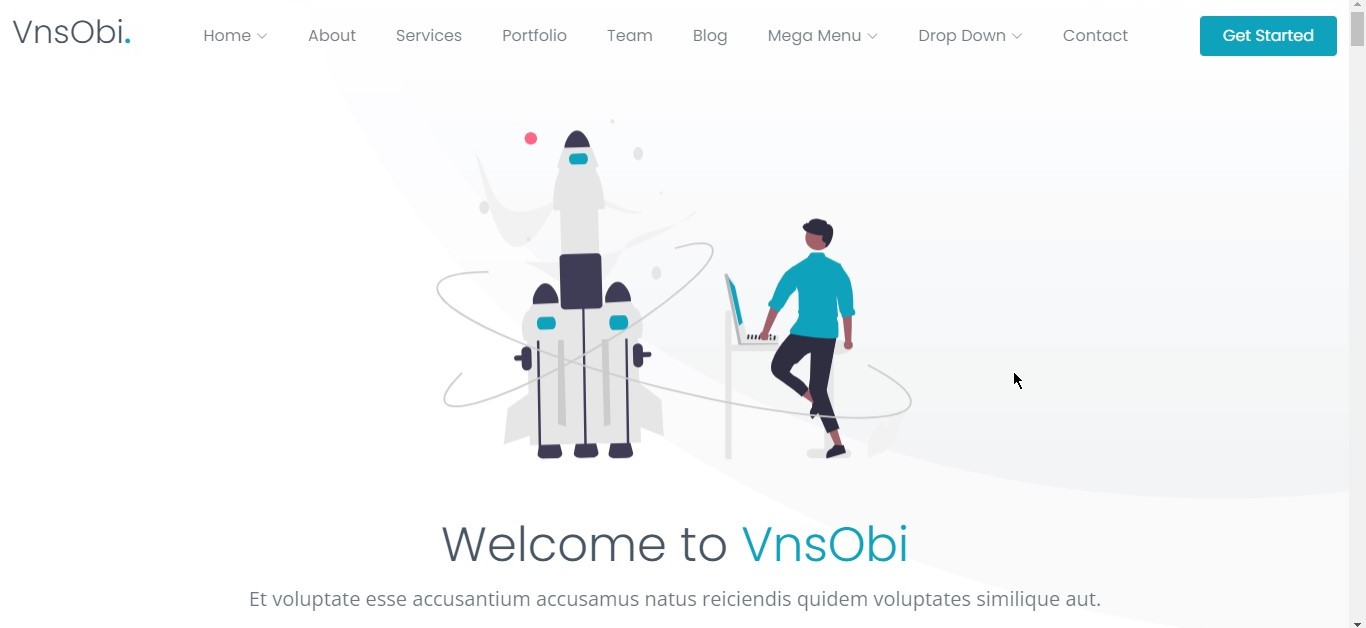 VnsObi.
Home About Services Portfolio Team Blog Mega Menu Drop Down Contact Get Started
Welcome to VnsObi
Et voluptate esse accusantium accusamus natus reiciendis quidem voluptates similique aut.